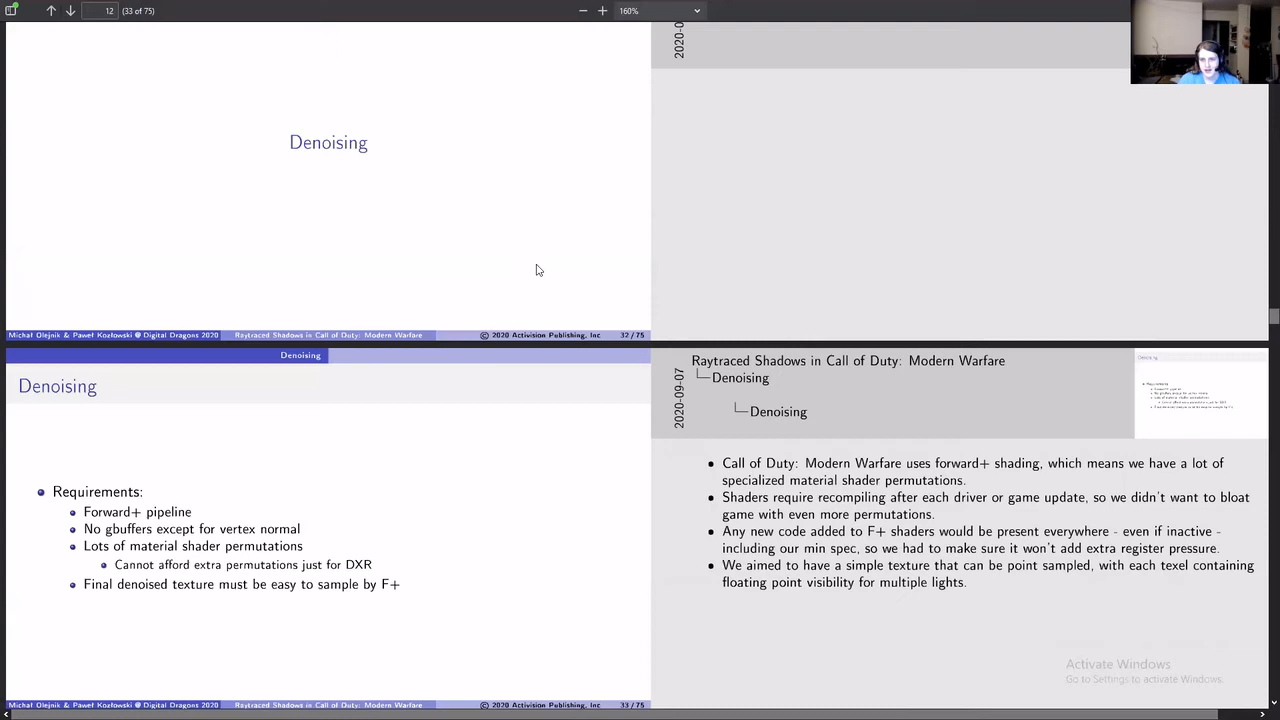 12 (33 of 75) 160%
2020-0
Denoising
Michał Olejnik & Paweł Kozłowski @ Digital Dragons 2020 Raytraced Shadows in Call of Duty: Modern Warfare © 2020 Activision Publishing, Inc 32 / 75
Denoising
Denoising
Requirements:
Forward+ pipeline
No gbuffers except for vertex normal
Lots of material shader permutations
Cannot afford extra permutations just for DXR
Final denoised texture must be easy to sample by F+
Michał Olejnik & Paweł Kozłowski @ Digital Dragons 2020 Raytraced Shadows in Call of Duty: Modern Warfare © 2020 Activision Publishing, Inc 33 / 75
2020-09-07
Raytraced Shadows in Call of Duty: Modern Warfare
Denoising
Denoising
Call of Duty: Modern Warfare uses forward+ shading, which means we have a lot of
specialized material shader permutations.
Shaders require recompiling after each driver or game update, so we didn't want to bloat
game with even more permutations.
Any new code added to F+ shaders would be present everywhere - even if inactive -
including our min spec, so we had to make sure it won't add extra register pressure.
We aimed to have a simple texture that can be point sampled, with each texel containing
floating point visibility for multiple lights.
Activate Windows
Go to Settings to activate Windows.